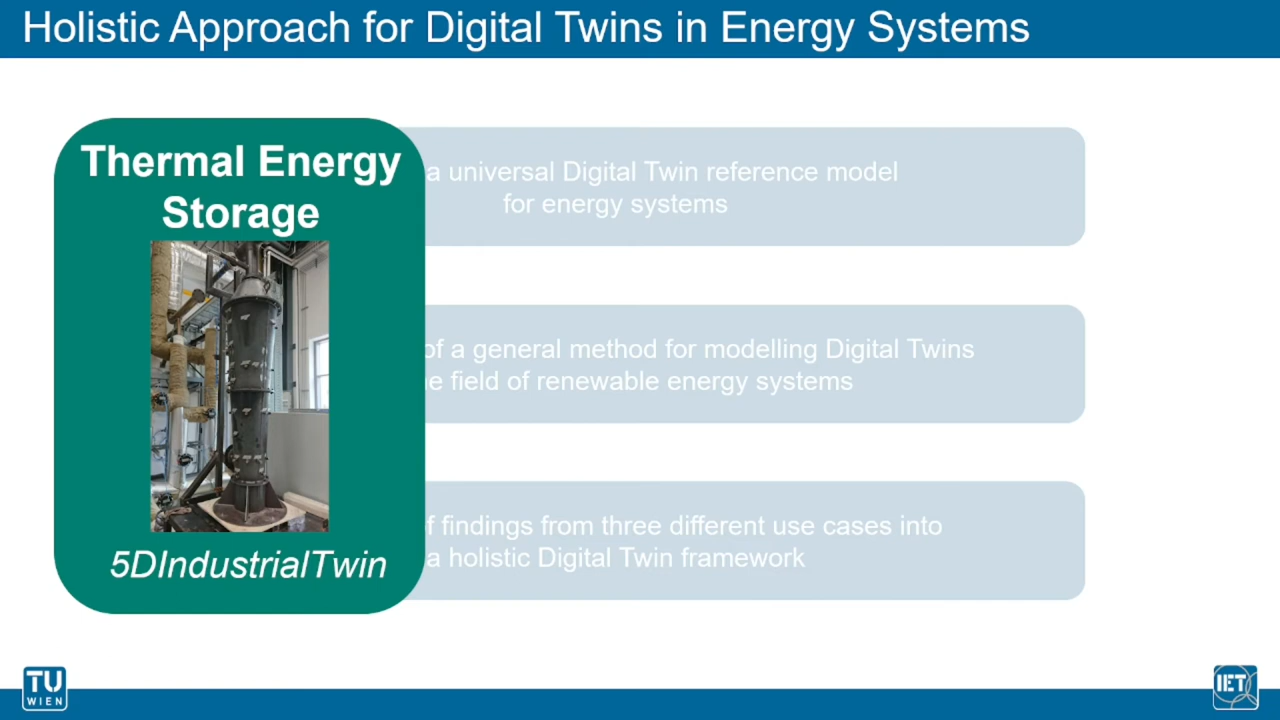 Holistic Approach for Digital Twins in Energy Systems
Thermal Energy
Storage
5DIndustrialTwin
a universal Digital Twin reference model
for energy systems
of a general method for modelling Digital Twins
field of renewable energy systems
findings from three different use cases into
a holistic Digital Twin framework
TU
WIEN
IET